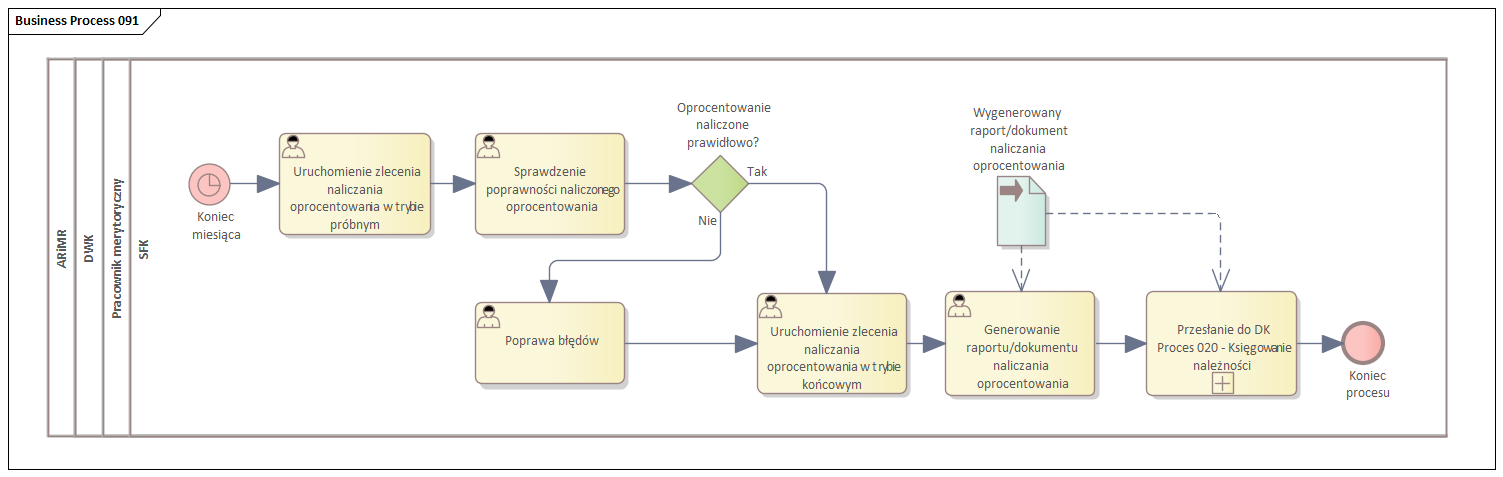 Business Process 091
ARiMR
DWK
Pracownik merytoryczny
SFK
Koniec
miesiąca
Uruchomienie zlecenia
naliczania
oprocentowania w trybie
próbnym
Sprawdzenie
poprawności naliczonego
oprocentowania
Oprocentowanie
naliczone
prawidłowo?
Tak
Nie
Poprawa błędów
Uruchomienie zlecenia
naliczania
oprocentowania w trybie
końcowym
Wygenerowany
raport/dokument
naliczania
oprocentowania
Generowanie
raportu/dokumentu
naliczania
oprocentowania
Przesłanie do DK
Proces 020 - Księgowanie
należności
Koniec
procesu